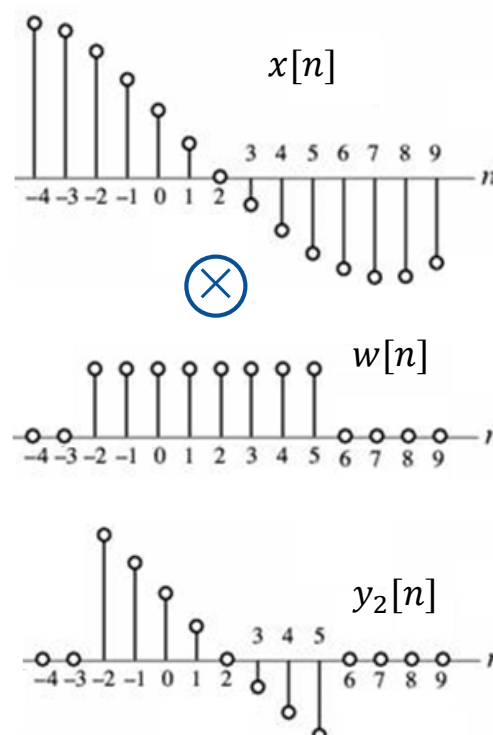 x[n]
3 4 5 6 7 8 9
n
–4 –3 –2 –1 0 1 2
w[n]
n
–4 –3 –2 –1 0 1 2 3 4 5 6 7 8 9
y₂[n]
3 4 5
n
–4 –3 –2 –1 0 1 2 6 7 8 9